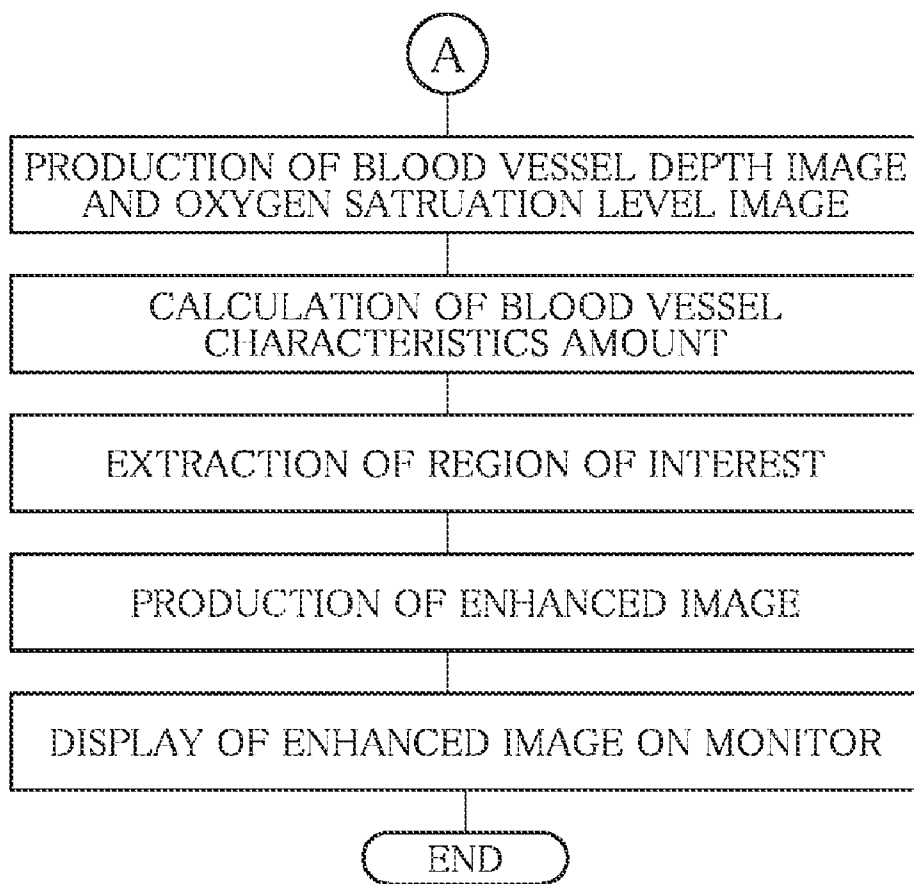 A
PRODUCTION OF BLOOD VESSEL DEPTH IMAGE
AND OXYGEN SATRUATION LEVEL IMAGE
CALCULATION OF BLOOD VESSEL
CHARACTERISTICS AMOUNT
EXTRACTION OF REGION OF INTEREST
PRODUCTION OF ENHANCED IMAGE
DISPLAY OF ENHANCED IMAGE ON MONITOR
END